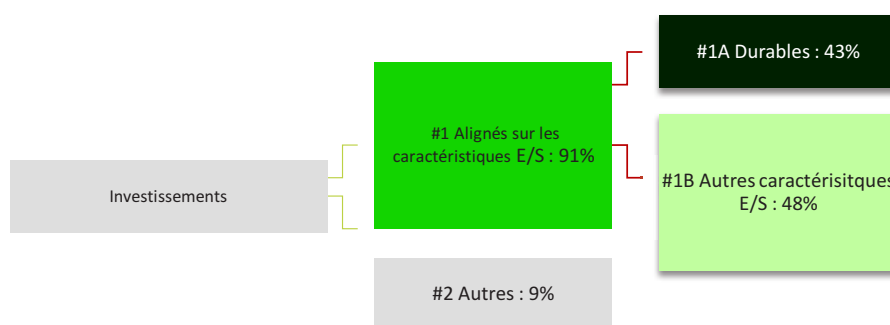 #1A Durables : 43%
#1 Alignés sur les
caractéristiques E/S : 91%
#1B Autres caractérisitques
E/S : 48%
Investissements
#2 Autres : 9%